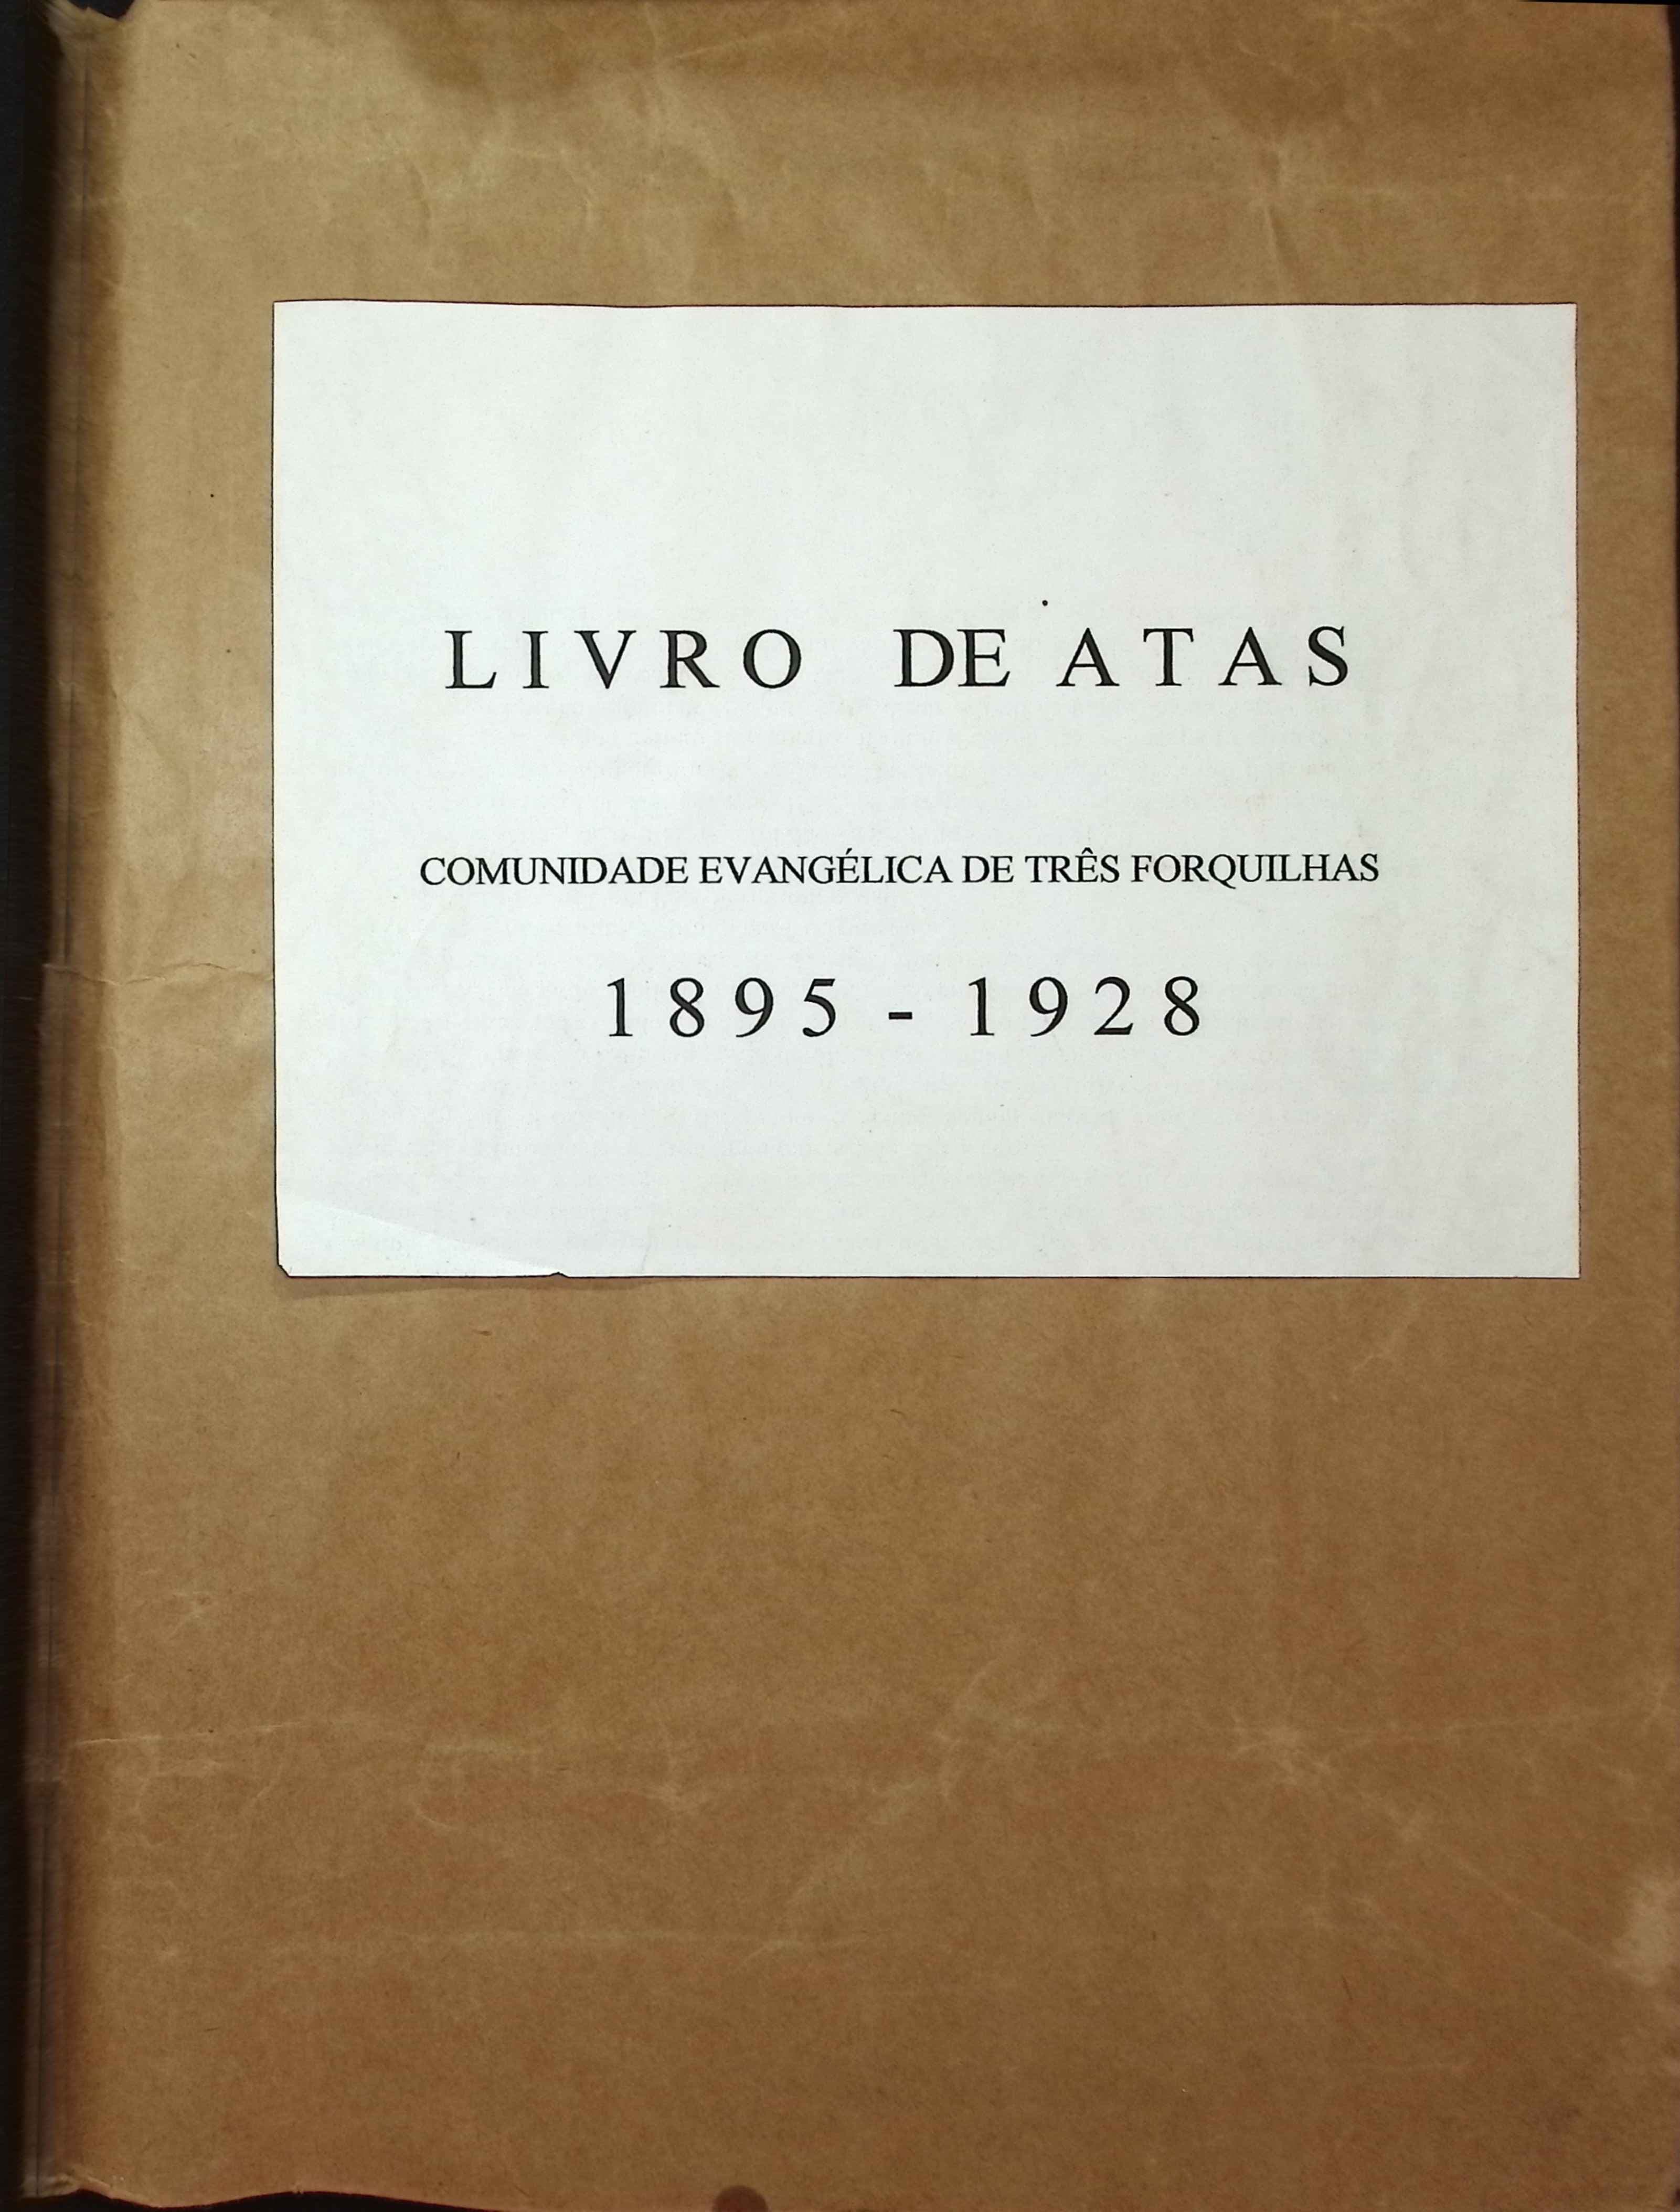 LIVRO DE ATAS
COMUNIDADE EVANGÉLICA DE TRÊS FORQUILHAS
1895 - 1928